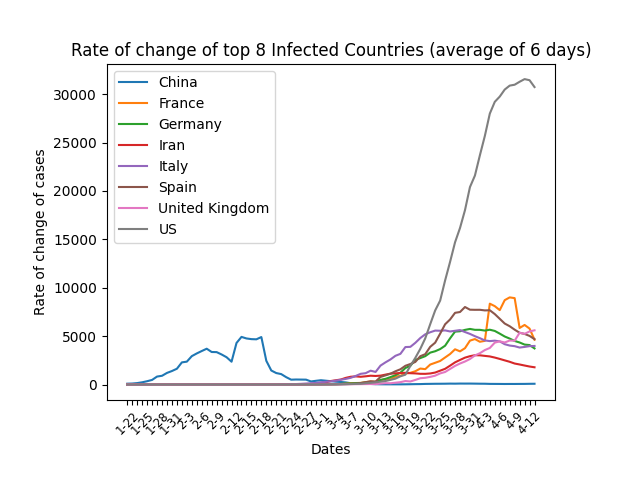 Rate of change of top 8 Infected Countries (average of 6 days)
China
France
Germany
Iran
Italy
Spain
United Kingdom
US
Rate of change of cases
30000
25000
20000
15000
10000
5000
0
1-22 1-25 1-28 1-31 2-3 2-6 2-9 2-12 2-15 2-18 2-21 2-24 2-27 3-1 3-4 3-7 3-10 3-13 3-16 3-19 3-22 3-25 3-28 3-31 4-3 4-6 4-9 4-12
Dates